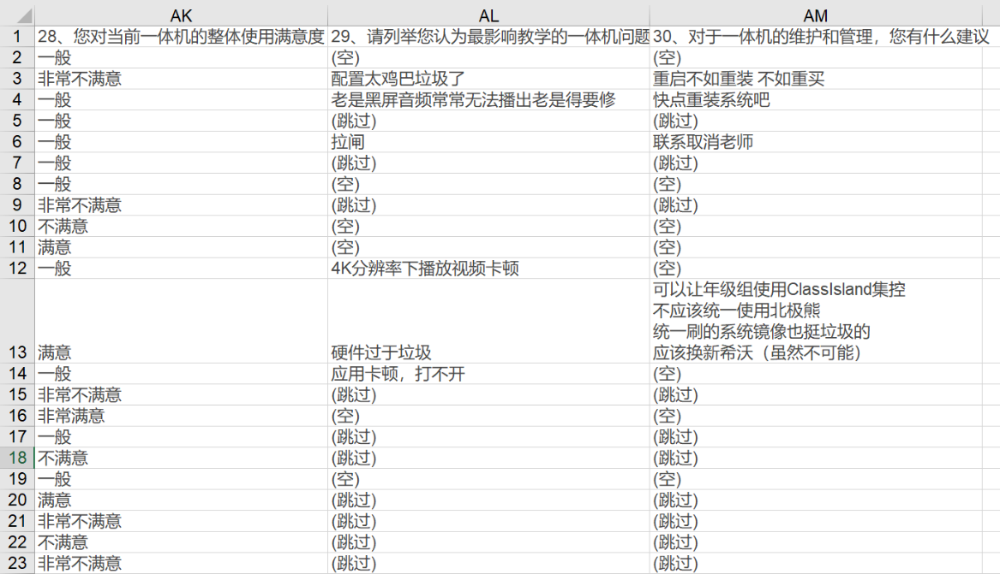 AK AL AM
1 28、您对当前一体机的整体使用满意度 29、请列举您认为最影响教学的一体机问题 30、对于一体机的维护和管理，您有什么建议
2 一般 (空) (空)
3 非常不满意 配置太鸡巴垃圾了 重启不如重装 不如重买
4 一般 老是黑屏音频常常无法播出老是得要修 快点重装系统吧
5 一般 (跳过) (跳过)
6 一般 拉闸 联系取消老师
7 一般 (跳过) (跳过)
8 一般 (空) (空)
9 非常不满意 (跳过) (跳过)
10 不满意 (空) (空)
11 满意 (空) (空)
12 一般 4K分辨率下播放视频卡顿 (空)
可以让年级组使用ClassIsland集控
不应该统一使用北极熊
统一刷的系统镜像也挺垃圾的
13 满意 硬件过于垃圾 应该换新希沃（虽然不可能）
14 一般 应用卡顿，打不开 (空)
15 非常不满意 (跳过) (跳过)
16 非常满意 (空) (空)
17 一般 (跳过) (跳过)
18 不满意 (跳过) (跳过)
19 一般 (空) (空)
20 满意 (跳过) (跳过)
21 非常不满意 (跳过) (跳过)
22 不满意 (跳过) (跳过)
23 非常不满意 (跳过) (跳过)